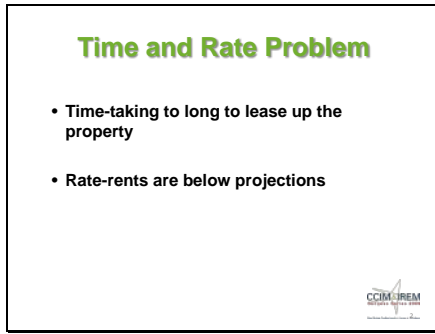 Time and Rate Problem
• Time-taking to long to lease up the
property
• Rate-rents are below projections
CCIM IREM